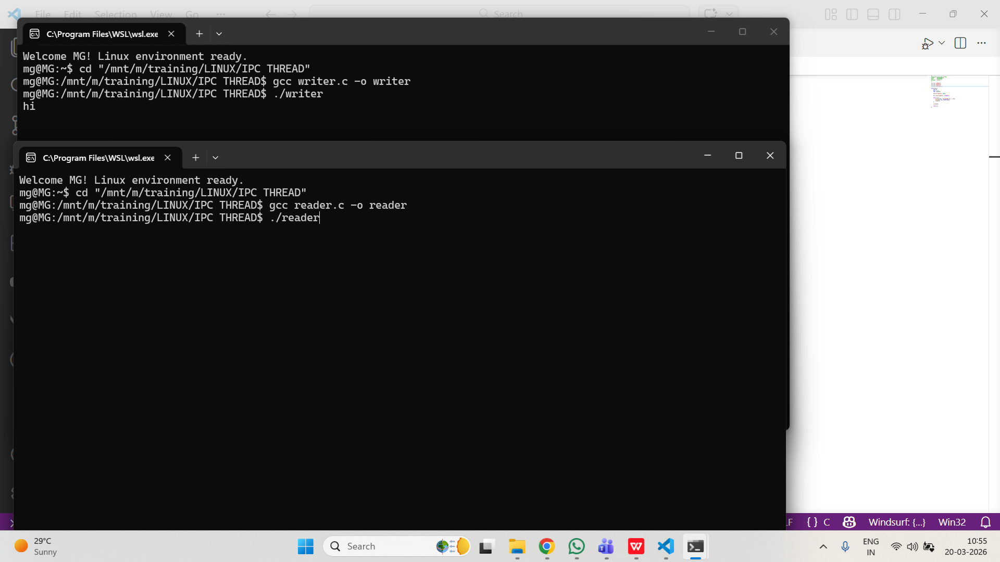 File Edit Selection View Go ... Search
C:\Program Files\WSL\wsl.exe
Welcome MG! Linux environment ready.
mg@MG:~$ cd "/mnt/m/training/LINUX/IPC THREAD"
mg@MG:/mnt/m/training/LINUX/IPC THREAD$ gcc writer.c -o writer
mg@MG:/mnt/m/training/LINUX/IPC THREAD$ ./writer
hi
C:\Program Files\WSL\wsl.exe
Welcome MG! Linux environment ready.
mg@MG:~$ cd "/mnt/m/training/LINUX/IPC THREAD"
mg@MG:/mnt/m/training/LINUX/IPC THREAD$ gcc reader.c -o reader
mg@MG:/mnt/m/training/LINUX/IPC THREAD$ ./reader
{ } C Windsurf: {...} Win32
29°C
Sunny
Search
ENG
IN
10:55
20-03-2026